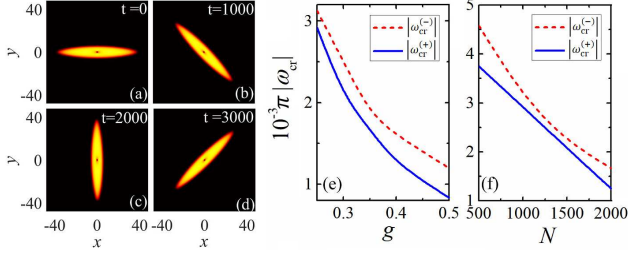 t=0
t=1000
40
0
-40
y
(a)
(b)
t=2000
t=3000
40
0
-40
y
(c)
(d)
-40 0 40
-40 0 40
x
x
|ω_cr^(-)|
|ω_cr^(+)|
3
2
1
10^-3 π |ω_cr|
(e)
0.3 0.4 0.5
g
|ω_cr^(-)|
|ω_cr^(+)|
5
4
3
2
1
(f)
500 1000 1500 2000
N